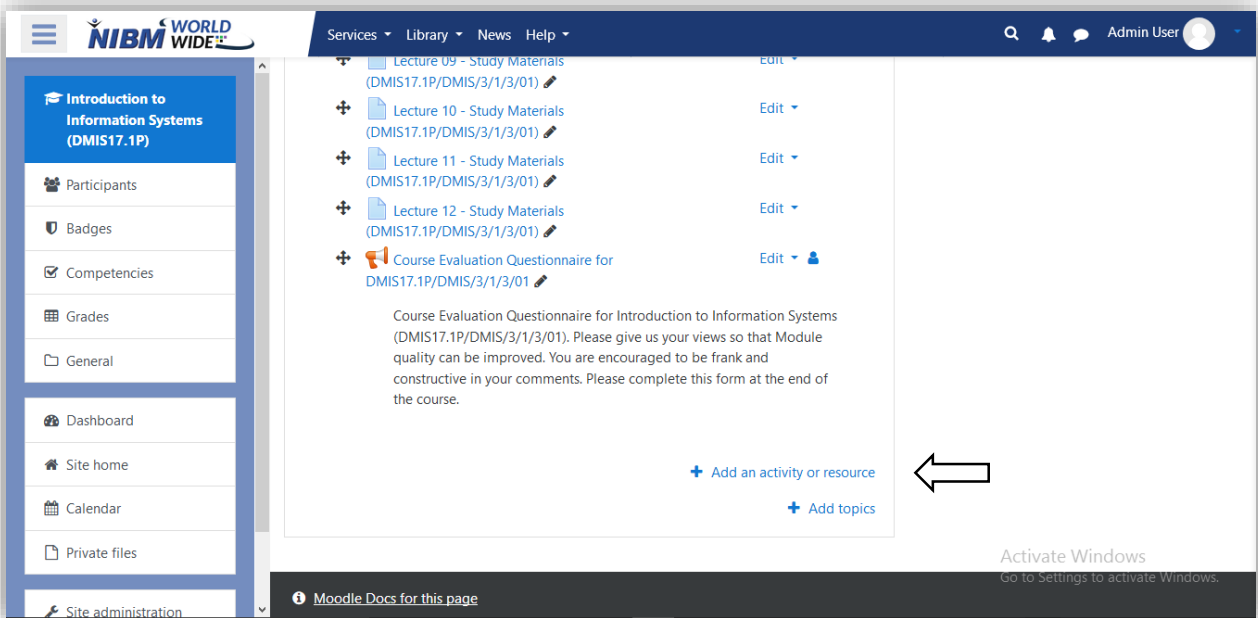 NIBM WORLD WIDE
Services Library News Help Admin User
Introduction to
Information Systems
(DMIS17.1P)
Participants
Badges
Competencies
Grades
General
Dashboard
Site home
Calendar
Private files
Site administration
Lecture 09 - Study Materials Edit
(DMIS17.1P/DMIS/3/1/3/01)
Lecture 10 - Study Materials Edit
(DMIS17.1P/DMIS/3/1/3/01)
Lecture 11 - Study Materials Edit
(DMIS17.1P/DMIS/3/1/3/01)
Lecture 12 - Study Materials Edit
(DMIS17.1P/DMIS/3/1/3/01)
Course Evaluation Questionnaire for Edit
DMIS17.1P/DMIS/3/1/3/01
Course Evaluation Questionnaire for Introduction to Information Systems
(DMIS17.1P/DMIS/3/1/3/01). Please give us your views so that Module
quality can be improved. You are encouraged to be frank and
constructive in your comments. Please complete this form at the end of
the course.
Add an activity or resource
Add topics
Activate Windows
Go to Settings to activate Windows.
Moodle Docs for this page